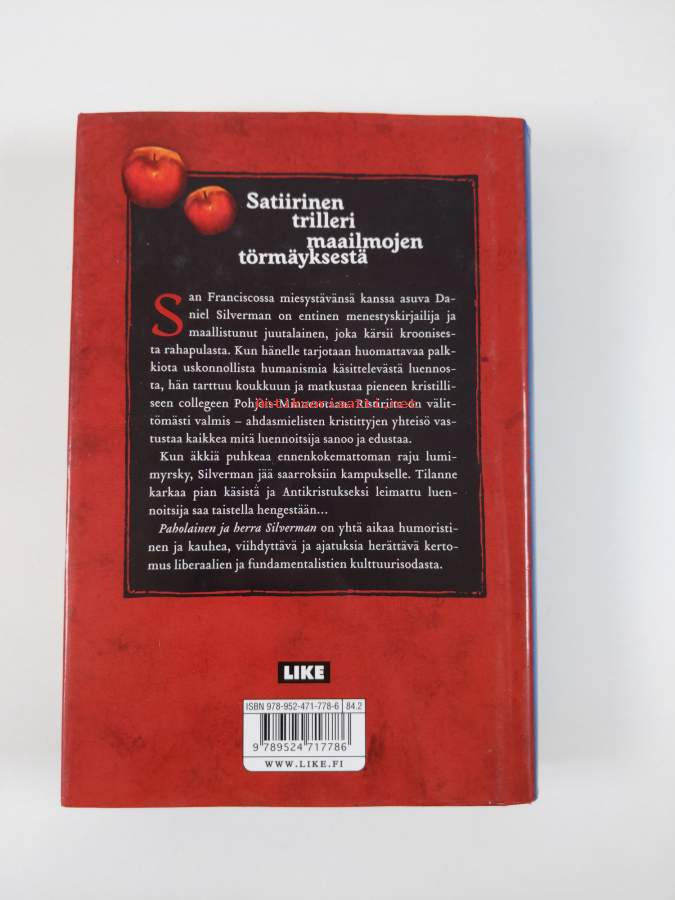 Satiirinen
trilleri
maailmojen
törmäyksestä
San Franciscossa miesystävänsä kanssa asuva Da-
niel Silverman on entinen menestyskirjailija ja
maallistunut juutalainen, joka kärsii kroonises-
ta rahapulasta. Kun hänelle tarjotaan huomattavaa palk-
kiota uskonnollista humanismia käsittelevästä luennos-
ta, hän tarttuu koukkuun ja matkustaa pieneen kristilli-
seen collegeen Pohjois-Minnesotaan. Ristiriita on välit-
tömästi valmis – ahdasmielisten kristittyjen yhteisö vas-
tustaa kaikkea mitä luennoitsija sanoo ja edustaa.
Kun äkkiä puhkeaa ennenkokemattoman raju lumi-
myrsky, Silverman jää saarroksiin kampukselle. Tilanne
karkaa pian käsistä ja Antikristukseksi leimattu luen-
noitsija saa taistella hengestään...
Paholainen ja herra Silverman on yhtä aikaa humoristi-
nen ja kauhea, viihdyttävä ja ajatuksia herättävä kerto-
mus liberaalien ja fundamentalistien kulttuurisodasta.
LIKE
ISBN 978-952-471-778-6 84.2
9 789524 717786
WWW.LIKE.FI